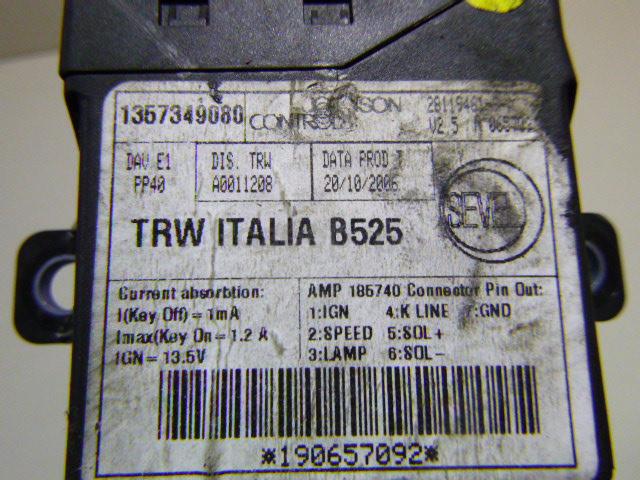 1357349080
JOHNSON
CONTROLS
V2.5
DAV E1
PP40
DIS. TRW
A0011208
DATA PROD T
20/10/2006
SEVEL
TRW ITALIA B525
Current absorbtion:
I(Key Off)= 1mA
Imax(Key On= 1.2 A
IGN= 13.5V
AMP 185740 Connector Pin Out:
1:IGN 4:K LINE 7:GND
2:SPEED 5:SOL+
3:LAMP 6:SOL-
*190657092*